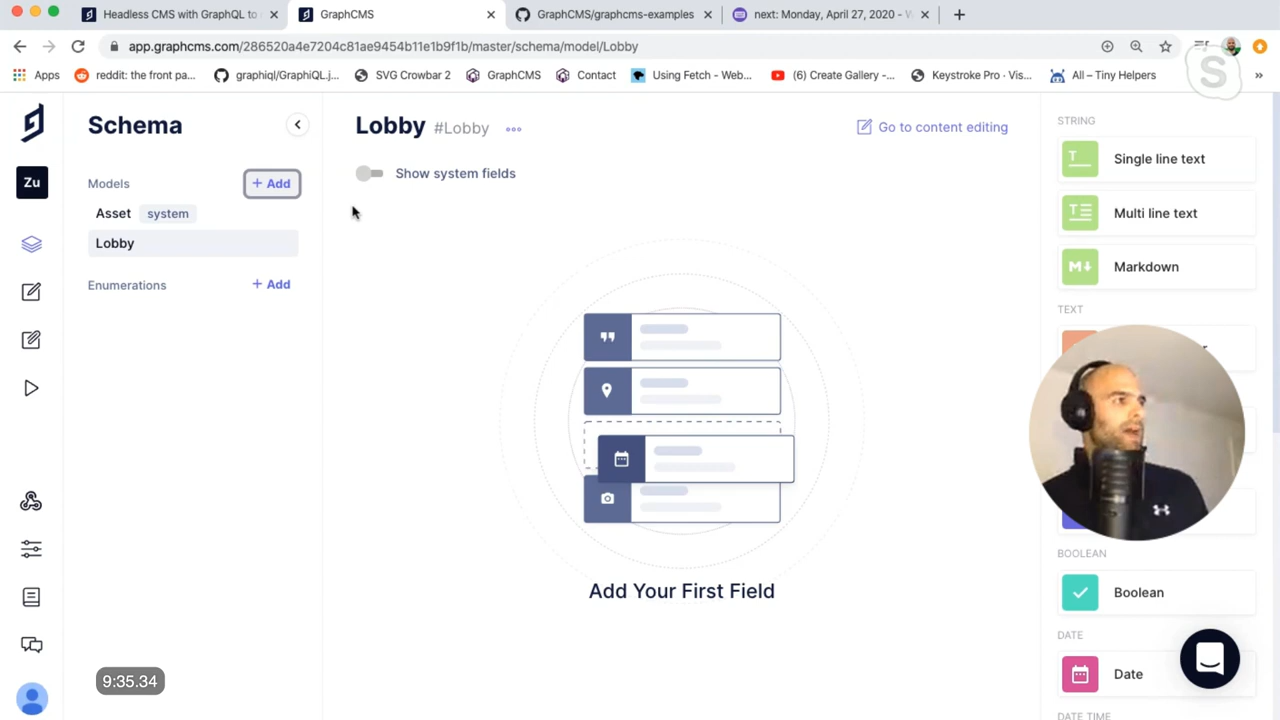 Headless CMS with GraphQL to
GraphCMS
GraphCMS/graphcms-examples
next: Monday, April 27, 2020 -
app.graphcms.com/286520a4e7204c81ae9454b11e1b9f1b/master/schema/model/Lobby
Apps
reddit: the front pa...
graphiql/GraphiQL.j...
SVG Crowbar 2
GraphCMS
Contact
Using Fetch - Web...
(6) Create Gallery -...
Keystroke Pro · Vis...
All – Tiny Helpers
»
Schema
Lobby #Lobby
Go to content editing
Show system fields
Zu
Models
+ Add
Asset system
Lobby
Enumerations
+ Add
Add Your First Field
STRING
Single line text
Multi line text
Markdown
TEXT
BOOLEAN
Boolean
DATE
Date
DATE TIME
9:35.34